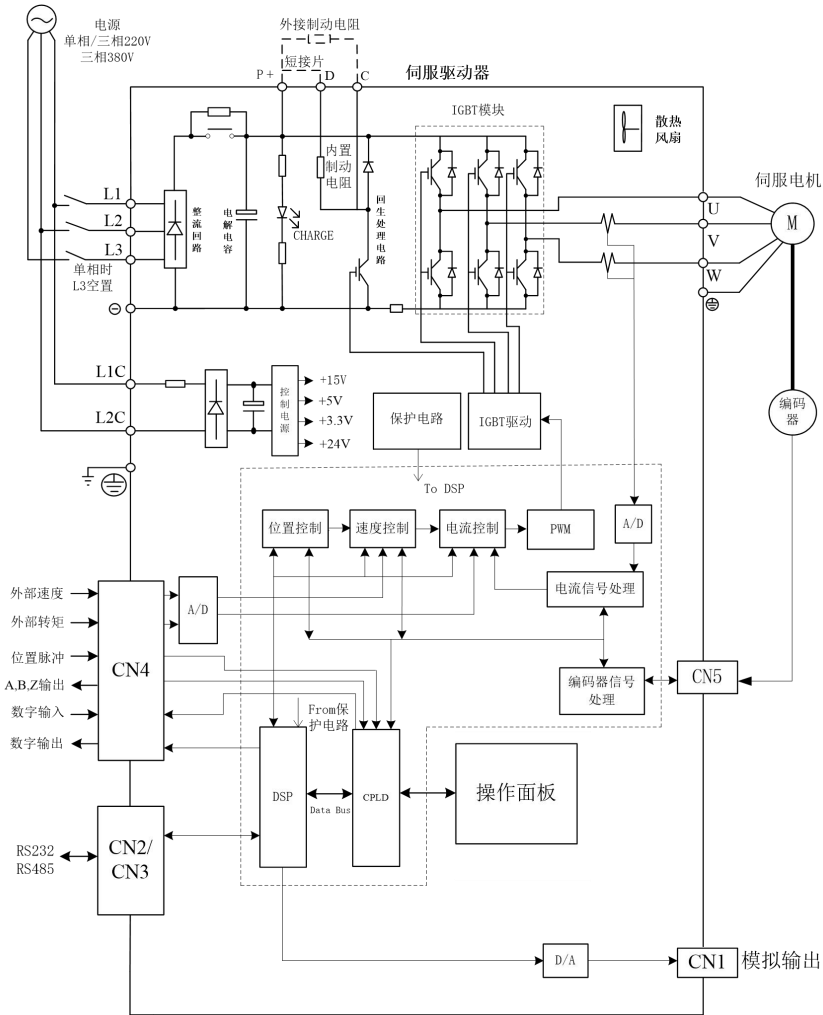 电源
单相/三相220V
三相380V
外接制动电阻
短接片
P+
D
C
伺服驱动器
IGBT模块
散热
风扇
内置
制动
电阻
回生处理电路
L1
L2
L3
单相时
L3空置
整流回路
电解电容
CHARGE
伺服电机
U
V
W
M
L1C
L2C
控制电源
+15V
+5V
+3.3V
+24V
保护电路
IGBT驱动
编码
器
To DSP
位置控制
速度控制
电流控制
PWM
A/D
电流信号处理
外部速度
外部转矩
位置脉冲
A,B,Z输出
数字输入
数字输出
CN4
A/D
编码器信号
处理
CN5
From保
护电路
DSP
Data Bus
CPLD
操作面板
RS232
RS485
CN2/
CN3
D/A
CN1
模拟输出